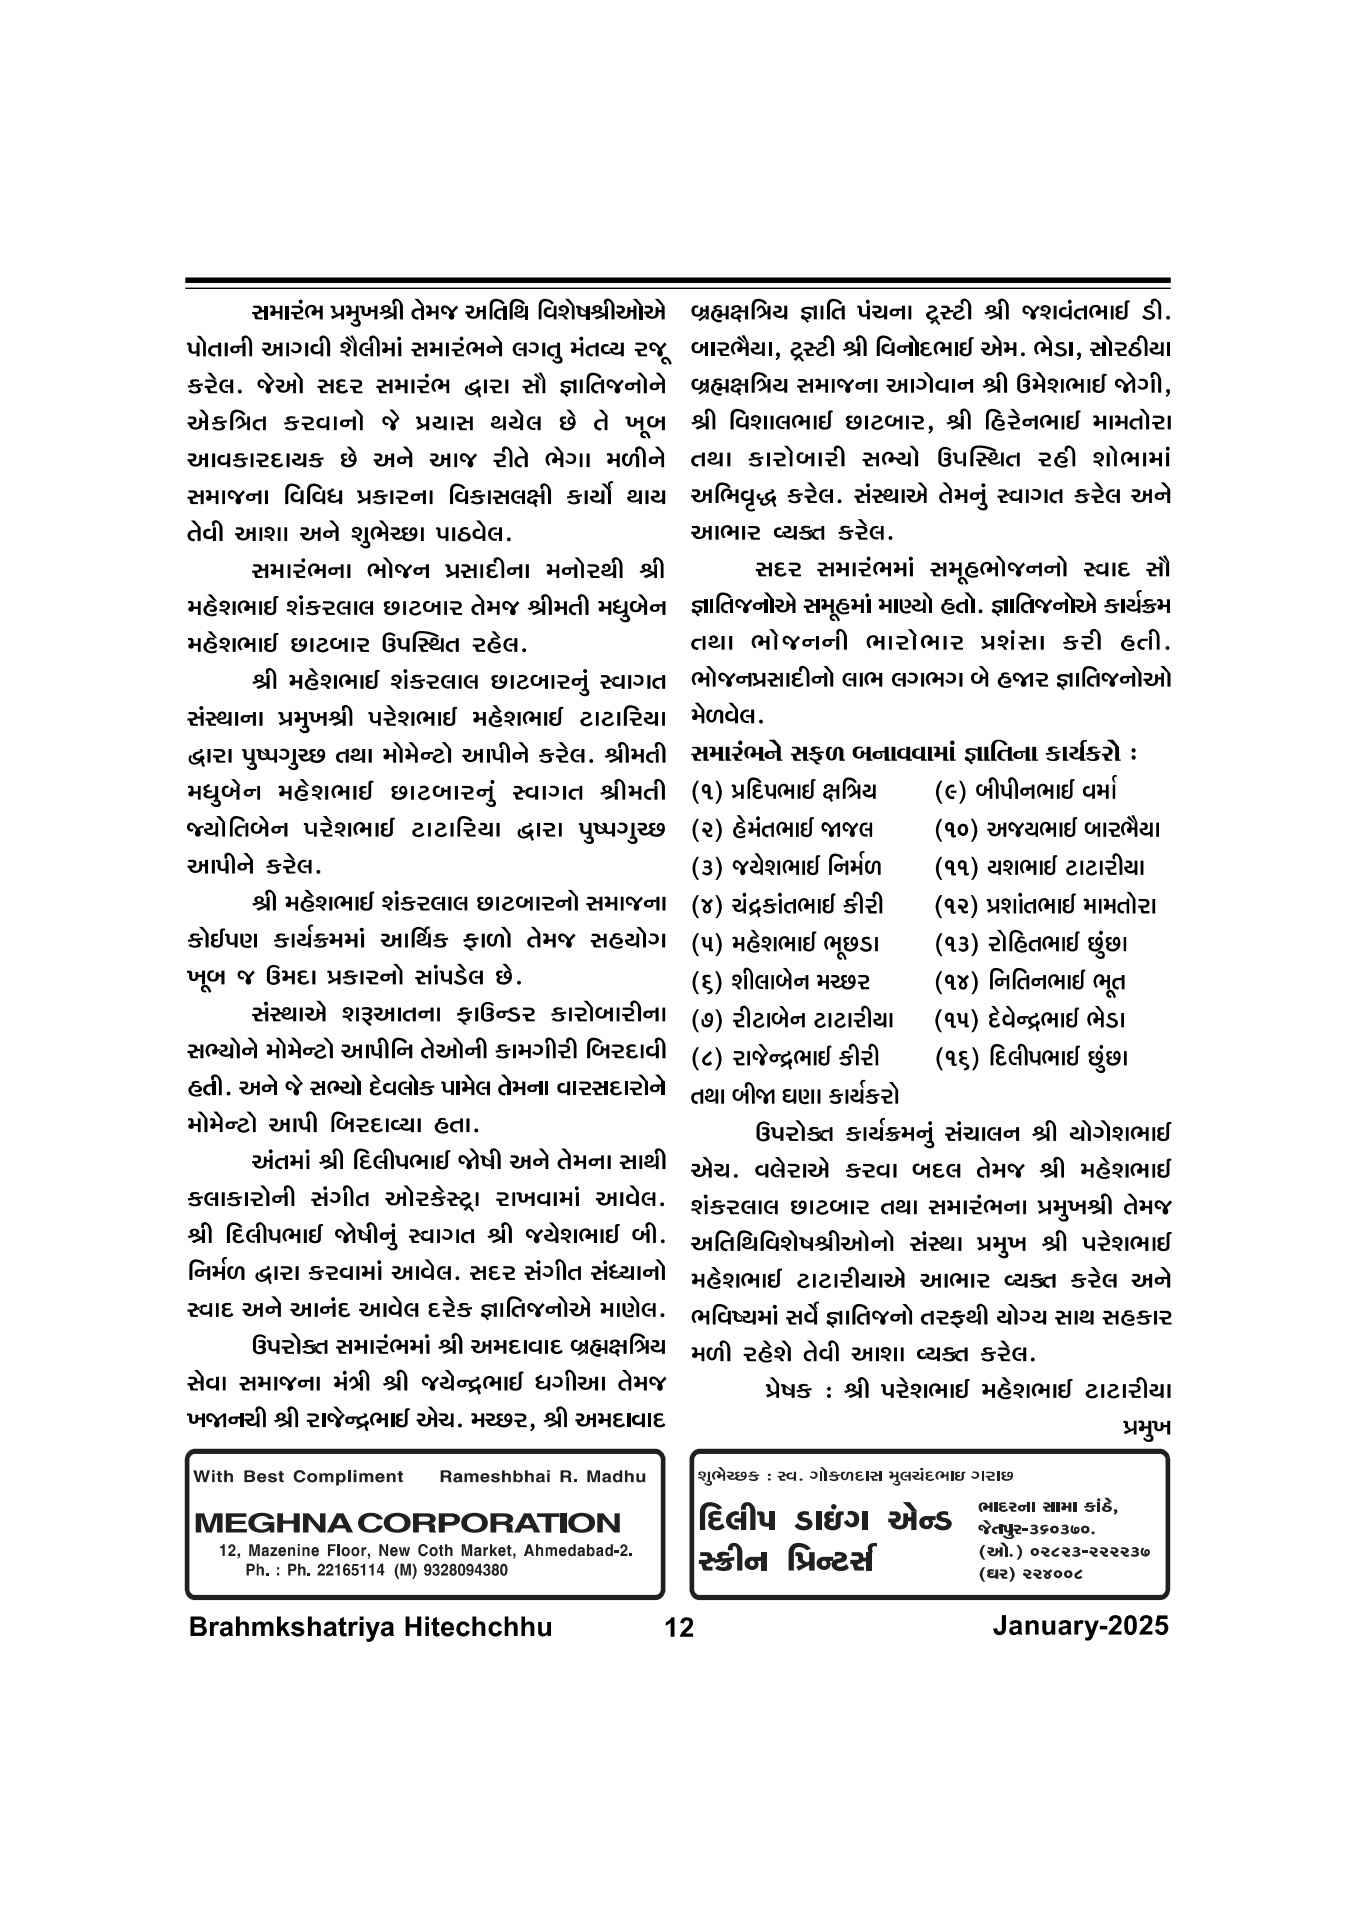 સમારંભ પ્રમુખશ્રી તેમજ અતિથિ વિશેષશ્રીઓએ
પોતાની આગવી શૈલીમાં સમારંભને લગતુ મંતવ્ય રજૂ
કરેલ. જેઓ સદર સમારંભ દ્વારા સૌ જ્ઞાતિજનોને
એકત્રિત કરવાનો જે પ્રયાસ થયેલ છે તે ખૂબ
આવકારદાયક છે અને આજ રીતે ભેગા મળીને
સમાજના વિવિધ પ્રકારના વિકાસલક્ષી કાર્યો થાય
તેવી આશા અને શુભેચ્છા પાઠવેલ.
સમારંભના ભોજન પ્રસાદીના મનોરથી શ્રી
મહેશભાઈ શંકરલાલ છાટબાર તેમજ શ્રીમતી મધુબેન
મહેશભાઈ છાટબાર ઉપસ્થિત રહેલ.
શ્રી મહેશભાઈ શંકરલાલ છાટબારનું સ્વાગત
સંસ્થાના પ્રમુખશ્રી પરેશભાઈ મહેશભાઈ ટાટારિયા
દ્વારા પુષ્પગુચ્છ તથા મોમેન્ટો આપીને કરેલ. શ્રીમતી
મધુબેન મહેશભાઈ છાટબારનું સ્વાગત શ્રીમતી
જ્યોતિબેન પરેશભાઈ ટાટારિયા દ્વારા પુષ્પગુચ્છ
આપીને કરેલ.
શ્રી મહેશભાઈ શંકરલાલ છાટબારનો સમાજના
કોઈપણ કાર્યક્રમમાં આર્થિક ફાળો તેમજ સહયોગ
ખૂબ જ ઉમદા પ્રકારનો સાંપડેલ છે.
સંસ્થાએ શરૂઆતના ફાઉન્ડર કારોબારીના
સભ્યોને મોમેન્ટો આપીનિ તેઓની કામગીરી બિરદાવી
હતી. અને જે સભ્યો દેવલોક પામેલ તેમના વારસદારોને
મોમેન્ટો આપી બિરદાવ્યા હતા.
અંતમાં શ્રી દિલીપભાઈ જોષી અને તેમના સાથી
કલાકારોની સંગીત ઓરકેસ્ટ્રા રાખવામાં આવેલ.
શ્રી દિલીપભાઈ જોષીનું સ્વાગત શ્રી જયેશભાઈ બી.
નિર્મળ દ્વારા કરવામાં આવેલ. સદર સંગીત સંધ્યાનો
સ્વાદ અને આનંદ આવેલ દરેક જ્ઞાતિજનોએ માણેલ.
ઉપરોક્ત સમારંભમાં શ્રી અમદાવાદ બ્રહ્મક્ષત્રિય
સેવા સમાજના મંત્રી શ્રી જયેન્દ્રભાઈ ધગીઆ તેમજ
ખજાનચી શ્રી રાજેન્દ્રભાઈ એચ. મચ્છર, શ્રી અમદાવાદ
બ્રહ્મક્ષત્રિય જ્ઞાતિ પંચના ટ્રસ્ટી શ્રી જશવંતભાઈ ડી.
બારભૈયા, ટ્રસ્ટી શ્રી વિનોદભાઈ એમ. ભેડા, સોરઠીયા
બ્રહ્મક્ષત્રિય સમાજના આગેવાન શ્રી ઉમેશભાઈ જોગી,
શ્રી વિશાલભાઈ છાટબાર, શ્રી હિરેનભાઈ મામતોરા
તથા કારોબારી સભ્યો ઉપસ્થિત રહી શોભામાં
અભિવૃદ્ધ કરેલ. સંસ્થાએ તેમનું સ્વાગત કરેલ અને
આભાર વ્યક્ત કરેલ.
સદર સમારંભમાં સમૂહભોજનનો સ્વાદ સૌ
જ્ઞાતિજનોએ સમૂહમાં માણ્યો હતો. જ્ઞાતિજનોએ કાર્યક્રમ
તથા ભોજનની ભારોભાર પ્રશંસા કરી હતી.
ભોજનપ્રસાદીનો લાભ લગભગ બે હજાર જ્ઞાતિજનોઓ
મેળવેલ.
સમારંભને સફળ બનાવવામાં જ્ઞાતિના કાર્યકરો :
(૧) પ્રદિપભાઈ ક્ષત્રિય (૯) બીપીનભાઈ વર્મા
(૨) હેમંતભાઈ જાજલ (૧૦) અજયભાઈ બારભૈયા
(૩) જયેશભાઈ નિર્મળ (૧૧) યશભાઈ ટાટારીયા
(૪) ચંદ્રકાંતભાઈ કીરી (૧૨) પ્રશાંતભાઈ મામતોરા
(૫) મહેશભાઈ ભૂછડા (૧૩) રોહિતભાઈ છુંછા
(૬) શીલાબેન મચ્છર (૧૪) નિતિનભાઈ ભૂત
(૭) રીટાબેન ટાટારીયા (૧૫) દેવેન્દ્રભાઈ ભેડા
(૮) રાજેન્દ્રભાઈ કીરી (૧૬) દિલીપભાઈ છુંછા
તથા બીજા ઘણા કાર્યકરો
ઉપરોક્ત કાર્યક્રમનું સંચાલન શ્રી યોગેશભાઈ
એચ. વલેરાએ કરવા બદલ તેમજ શ્રી મહેશભાઈ
શંકરલાલ છાટબાર તથા સમારંભના પ્રમુખશ્રી તેમજ
અતિથિવિશેષશ્રીઓનો સંસ્થા પ્રમુખ શ્રી પરેશભાઈ
મહેશભાઈ ટાટારીયાએ આભાર વ્યક્ત કરેલ અને
ભવિષ્યમાં સર્વે જ્ઞાતિજનો તરફથી યોગ્ય સાથ સહકાર
મળી રહેશે તેવી આશા વ્યક્ત કરેલ.
પ્રેષક : શ્રી પરેશભાઈ મહેશભાઈ ટાટારીયા
પ્રમુખ
With Best Compliment Rameshbhai R. Madhu
MEGHNA CORPORATION
12, Mazenine Floor, New Coth Market, Ahmedabad-2.
Ph. : Ph. 22165114 (M) 9328094380
શુભેચ્છક : સ્વ. ગોકળદાસ મુલચંદભાઇ ગરાછ
દિલીપ ડાઇંગ એન્ડ
સ્ક્રીન પ્રિન્ટર્સ
ભાદરના સામા કાંઠે,
જેતપુર-૩૬૦૩૭૦.
(ઓ.) ૦૨૮૨૩-૨૨૨૨૩૭
(ઘર) ૨૨૪૦૦૮
Brahmkshatriya Hitechchhu 12 January-2025